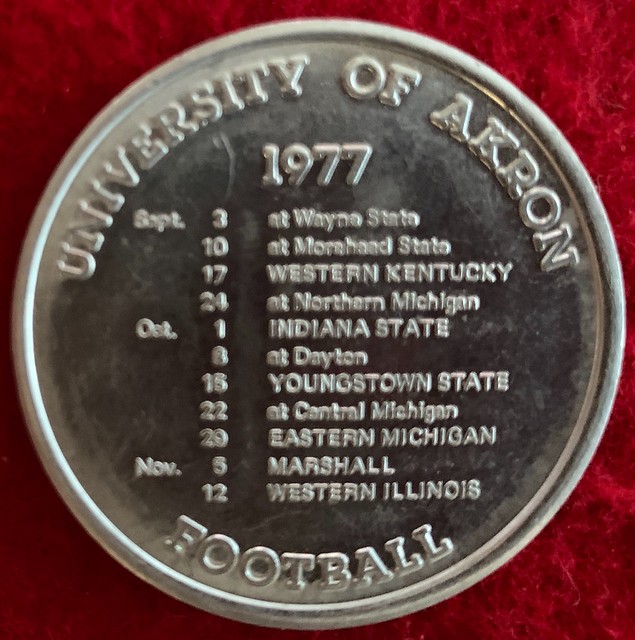 UNIVERSITY OF AKRON
1977
Sept. 3 at Wayne State
10 at Morehead State
17 WESTERN KENTUCKY
24 at Northern Michigan
Oct. 1 INDIANA STATE
8 at Dayton
15 YOUNGSTOWN STATE
22 at Central Michigan
29 EASTERN MICHIGAN
Nov. 5 MARSHALL
12 WESTERN ILLINOIS
FOOTBALL